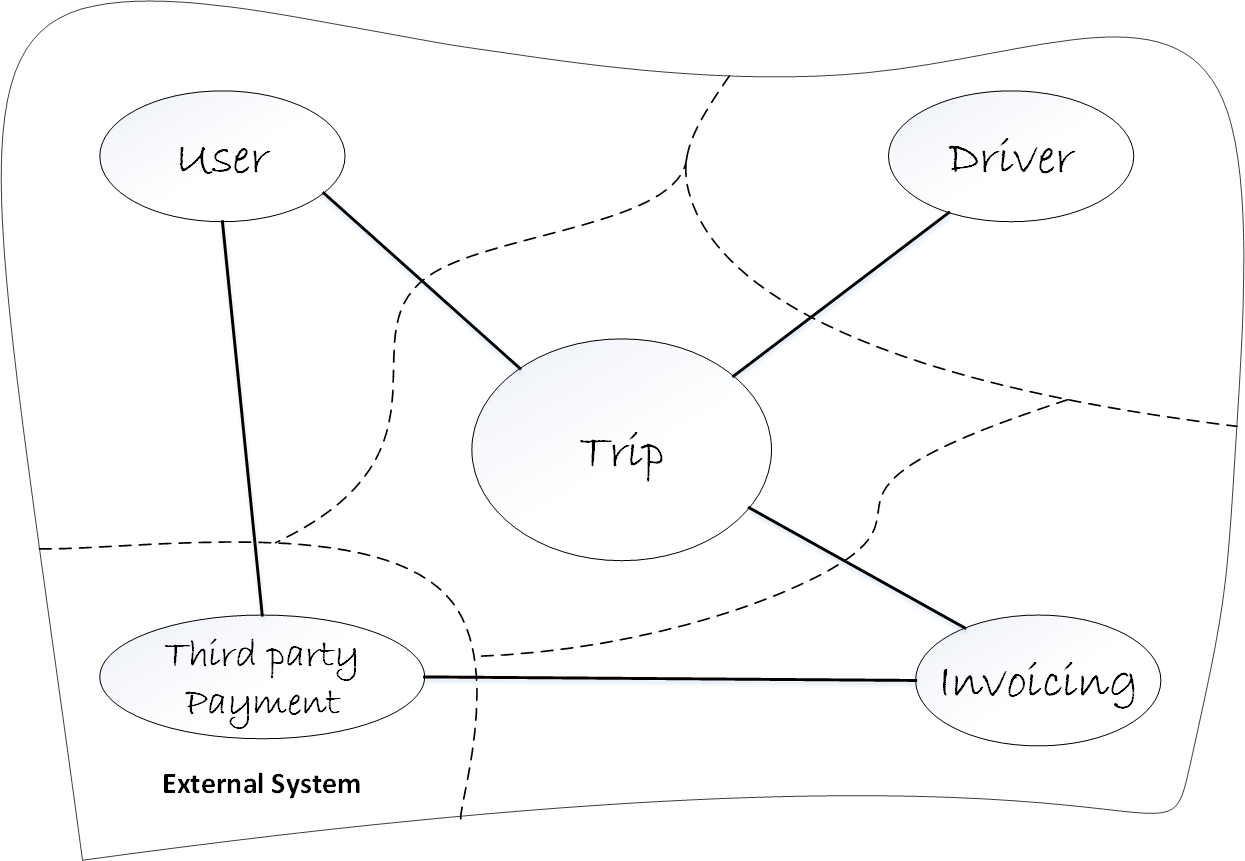 User
Driver
Trip
Third party
Payment
Invoicing
External System